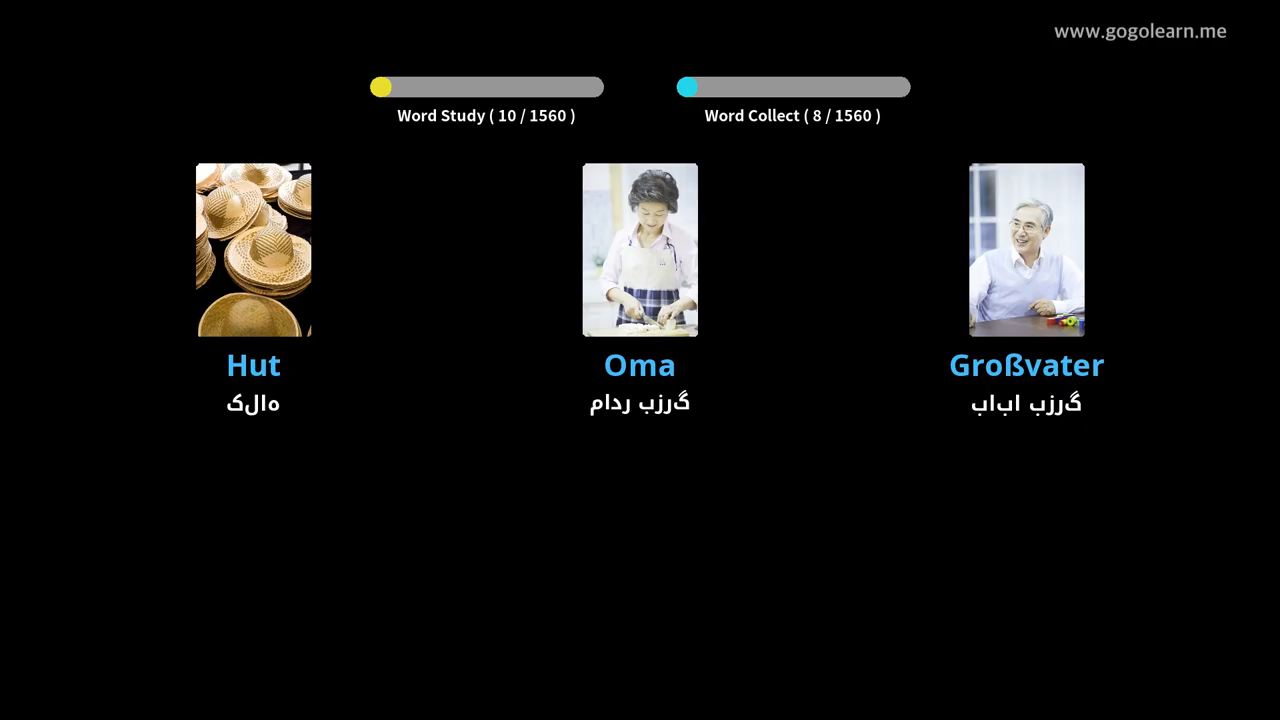 www.gogolearn.me
Word Study ( 10 / 1560 )
Word Collect ( 8 / 1560 )
Hut
هالک
Oma
گرزب ردام
Großvater
گرزب اباب